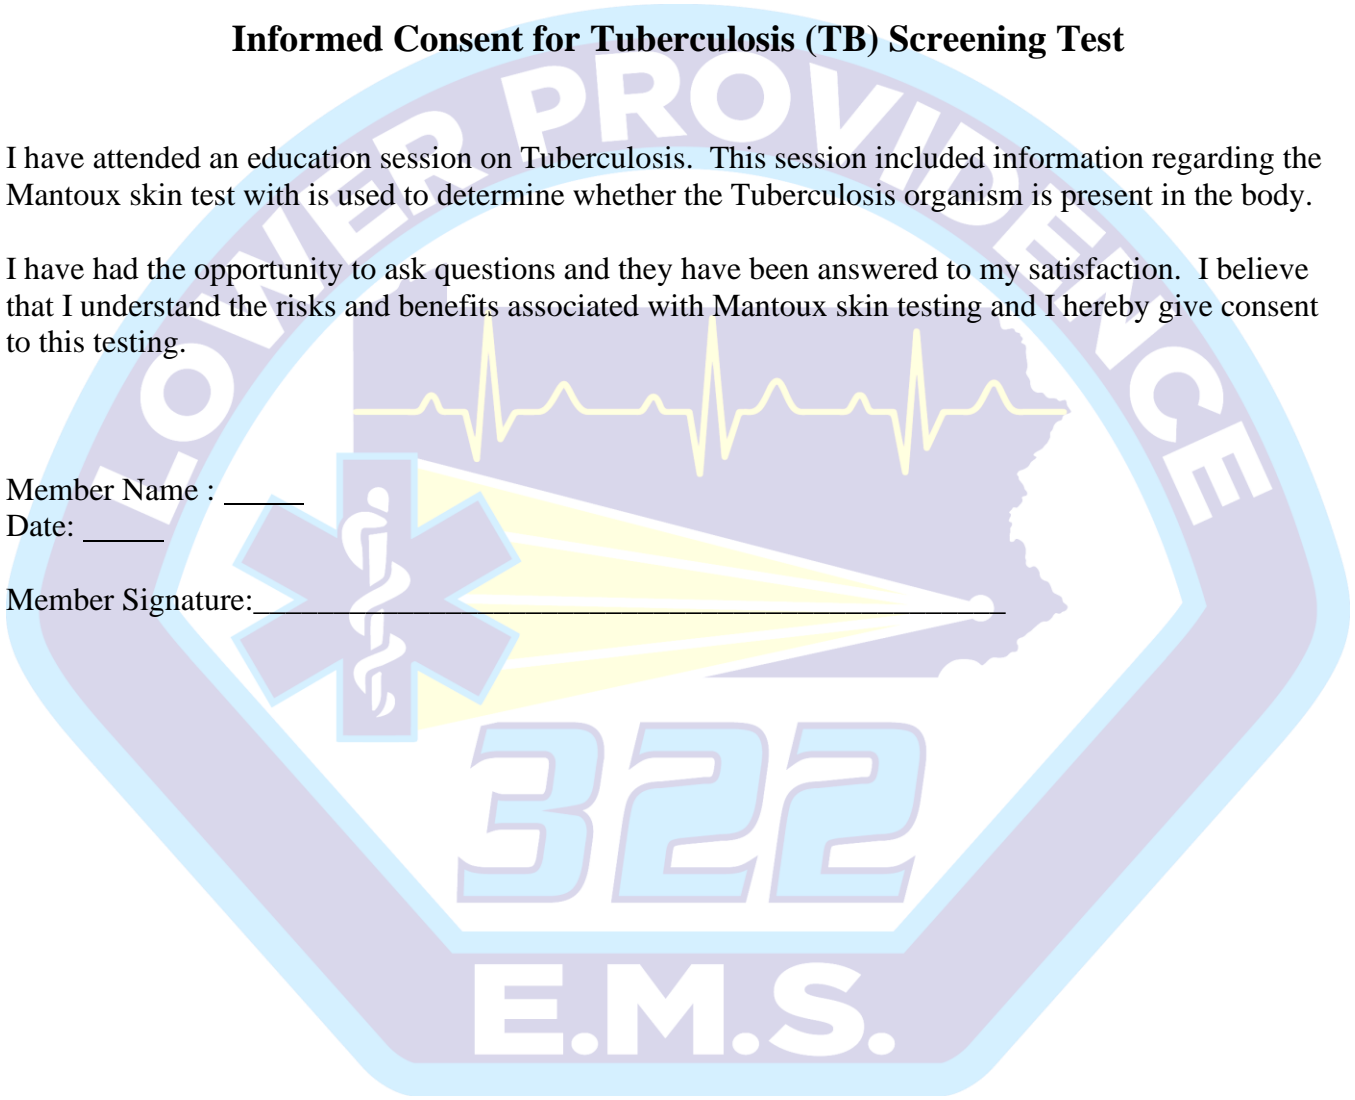 Informed Consent for Tuberculosis (TB) Screening Test
LOWER PROVIDENCE
I have attended an education session on Tuberculosis.  This session included information regarding the
Mantoux skin test with is used to determine whether the Tuberculosis organism is present in the body.
I have had the opportunity to ask questions and they have been answered to my satisfaction.  I believe
that I understand the risks and benefits associated with Mantoux skin testing and I hereby give consent
to this testing.
Member Name : _____
Date: _____
Member Signature:_______________________________________________
322
E.M.S.